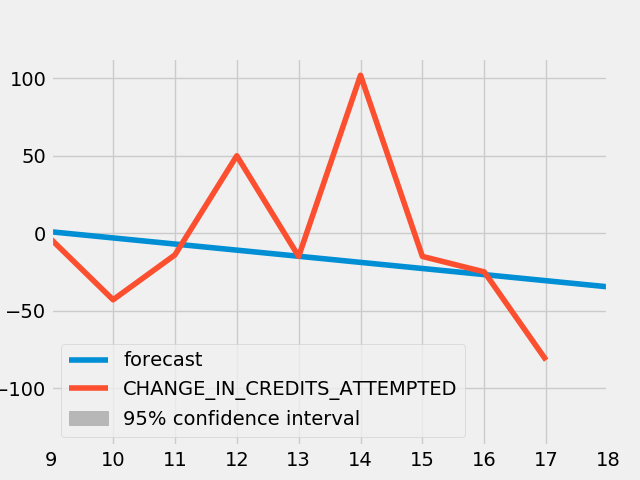 100
50
0
−50
−100
forecast
CHANGE_IN_CREDITS_ATTEMPTED
95% confidence interval
9 10 11 12 13 14 15 16 17 18